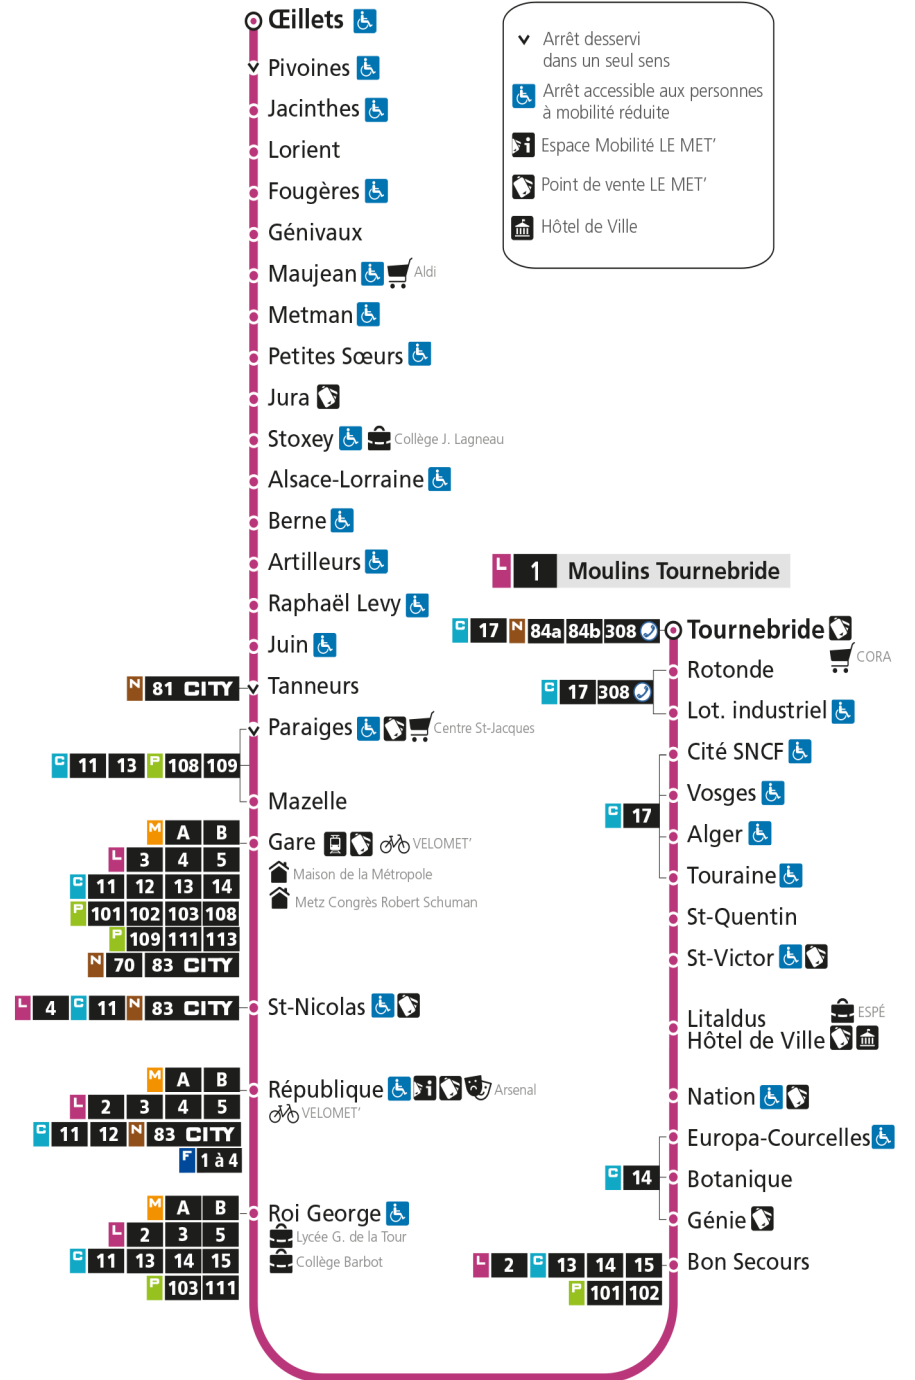 Œillets
Pivoines
Jacinthes
Lorient
Fougères
Génivaux
Maujean Aldi
Metman
Petites Sœurs
Jura
Stoxey Collège J. Lagneau
Alsace-Lorraine
Berne
Artilleurs
Raphaël Levy
Juin
N 81 CITY Tanneurs
Paraiges Centre St-Jacques
C 11 13 P 108 109
Mazelle
M A B
Gare VELOMET’
L 3 4 5
Maison de la Métropole
C 11 12 13 14
Metz Congrès Robert Schuman
P 101 102 103 108
P 109 111 113
N 70 83 CITY
L 4 C 11 N 83 CITY St-Nicolas
M A B
République Arsenal
L 2 3 4 5
VELOMET’
C 11 12 N 83 CITY
F 1 à 4
M A B
Roi George
L 2 3 5
Lycée G. de la Tour
C 11 13 14 15
Collège Barbot
P 103 111
Arrêt desservi
dans un seul sens
Arrêt accessible aux personnes
à mobilité réduite
Espace Mobilité LE MET’
Point de vente LE MET’
Hôtel de Ville
L 1 Moulins Tournebride
C 17 N 84a 84b 308 Tournebride
CORA
Rotonde
C 17 308
Lot. industriel
Cité SNCF
Vosges
C 17
Alger
Touraine
St-Quentin
St-Victor
Litaldus ESPÉ
Hôtel de Ville
Nation
Europa-Courcelles
C 14 Botanique
Génie
L 2 C 13 14 15 Bon Secours
P 101 102